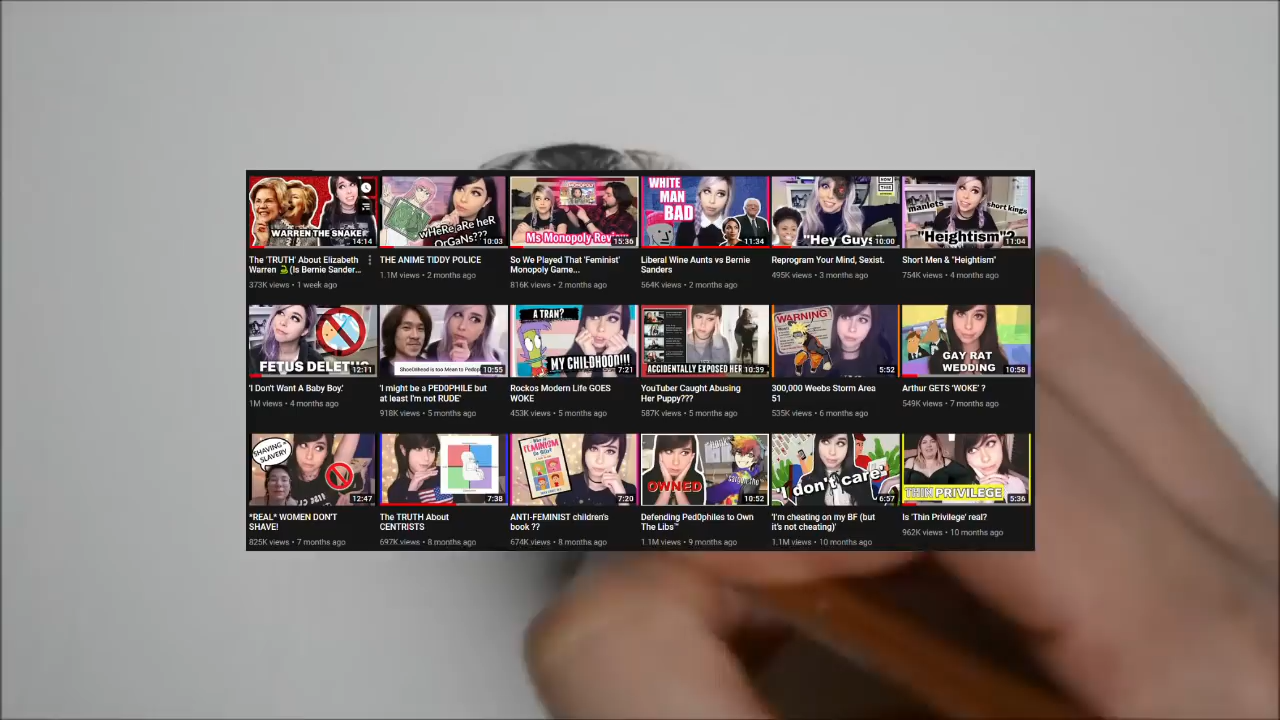 WARREN THE SNAKE?
14:14
WHERE ARE HER
ORGANS???
10:03
Ms Monopoly Review
15:36
WHITE
MAN
BAD
11:34
"Hey Guys
10:00
manlets
short kings
"Heightism"?
11:04
The 'TRUTH' About Elizabeth
Warren 🐍(Is Bernie Sander...
373K views • 1 week ago
THE ANIME TIDDY POLICE
1.1M views • 2 months ago
So We Played That 'Feminist'
Monopoly Game...
816K views • 2 months ago
Liberal Wine Aunts vs Bernie
Sanders
564K views • 2 months ago
Reprogram Your Mind, Sexist.
495K views • 3 months ago
Short Men & "Heightism"
754K views • 4 months ago
FETUS DELETUS
12:11
ShoeOnHead is too Mean to Pedop
10:55
A TRAN?
MY CHILDHOOD!!!
7:21
ACCIDENTALLY EXPOSED HER
10:39
WARNING
5:52
GAY RAT
WEDDING
10:58
'I Don't Want A Baby Boy.'
1M views • 4 months ago
'I might be a PED0PHILE but
at least I'm not RUDE'
918K views • 5 months ago
Rockos Modern Life GOES
WOKE
453K views • 5 months ago
YouTuber Caught Abusing
Her Puppy???
587K views • 5 months ago
300,000 Weebs Storm Area
51
535K views • 6 months ago
Arthur GETS 'WOKE' ?
549K views • 7 months ago
SHAVING =
SLAVERY
12:47
7:38
FEMINISM
7:20
OWNED
10:52
"I don't care."
6:57
THIN PRIVILEGE
5:36
*REAL* WOMEN DON'T
SHAVE!
825K views • 7 months ago
The TRUTH About
CENTRISTS
697K views • 8 months ago
ANTI-FEMINIST children's
book ??
674K views • 8 months ago
Defending Ped0philes to Own
The Libs™
1.1M views • 9 months ago
'I'm cheating on my BF (but
it's not cheating)'
1.1M views • 10 months ago
Is 'Thin Privilege' real?
962K views • 10 months ago